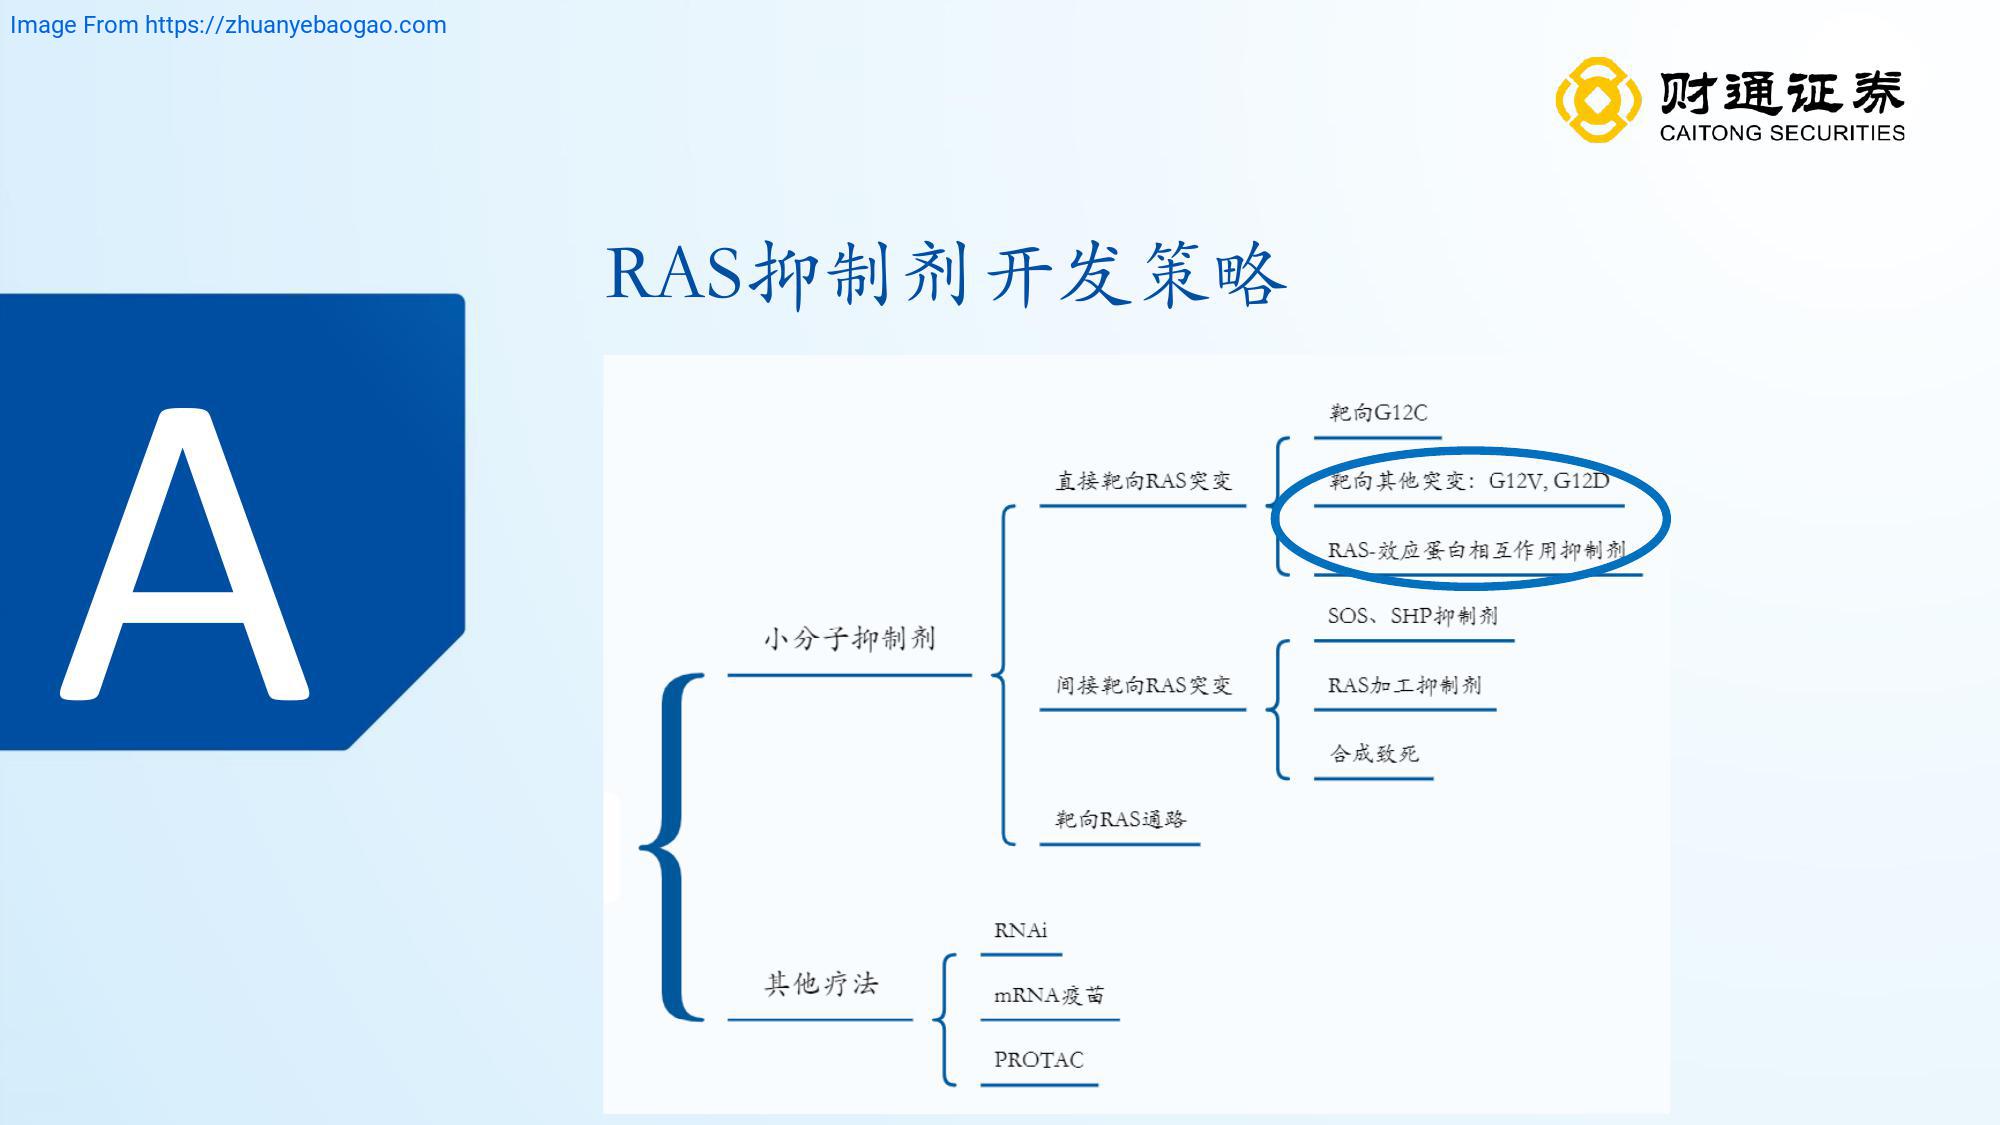 Image From https://zhuanyebaogao.com
财通证券
CAITONG SECURITIES
RAS抑制剂开发策略
A
靶向G12C
直接靶向RAS突变
靶向其他突变：G12V, G12D
RAS-效应蛋白相互作用抑制剂
小分子抑制剂
SOS、SHP抑制剂
间接靶向RAS突变
RAS加工抑制剂
合成致死
靶向RAS通路
RNAi
其他疗法
mRNA疫苗
PROTAC